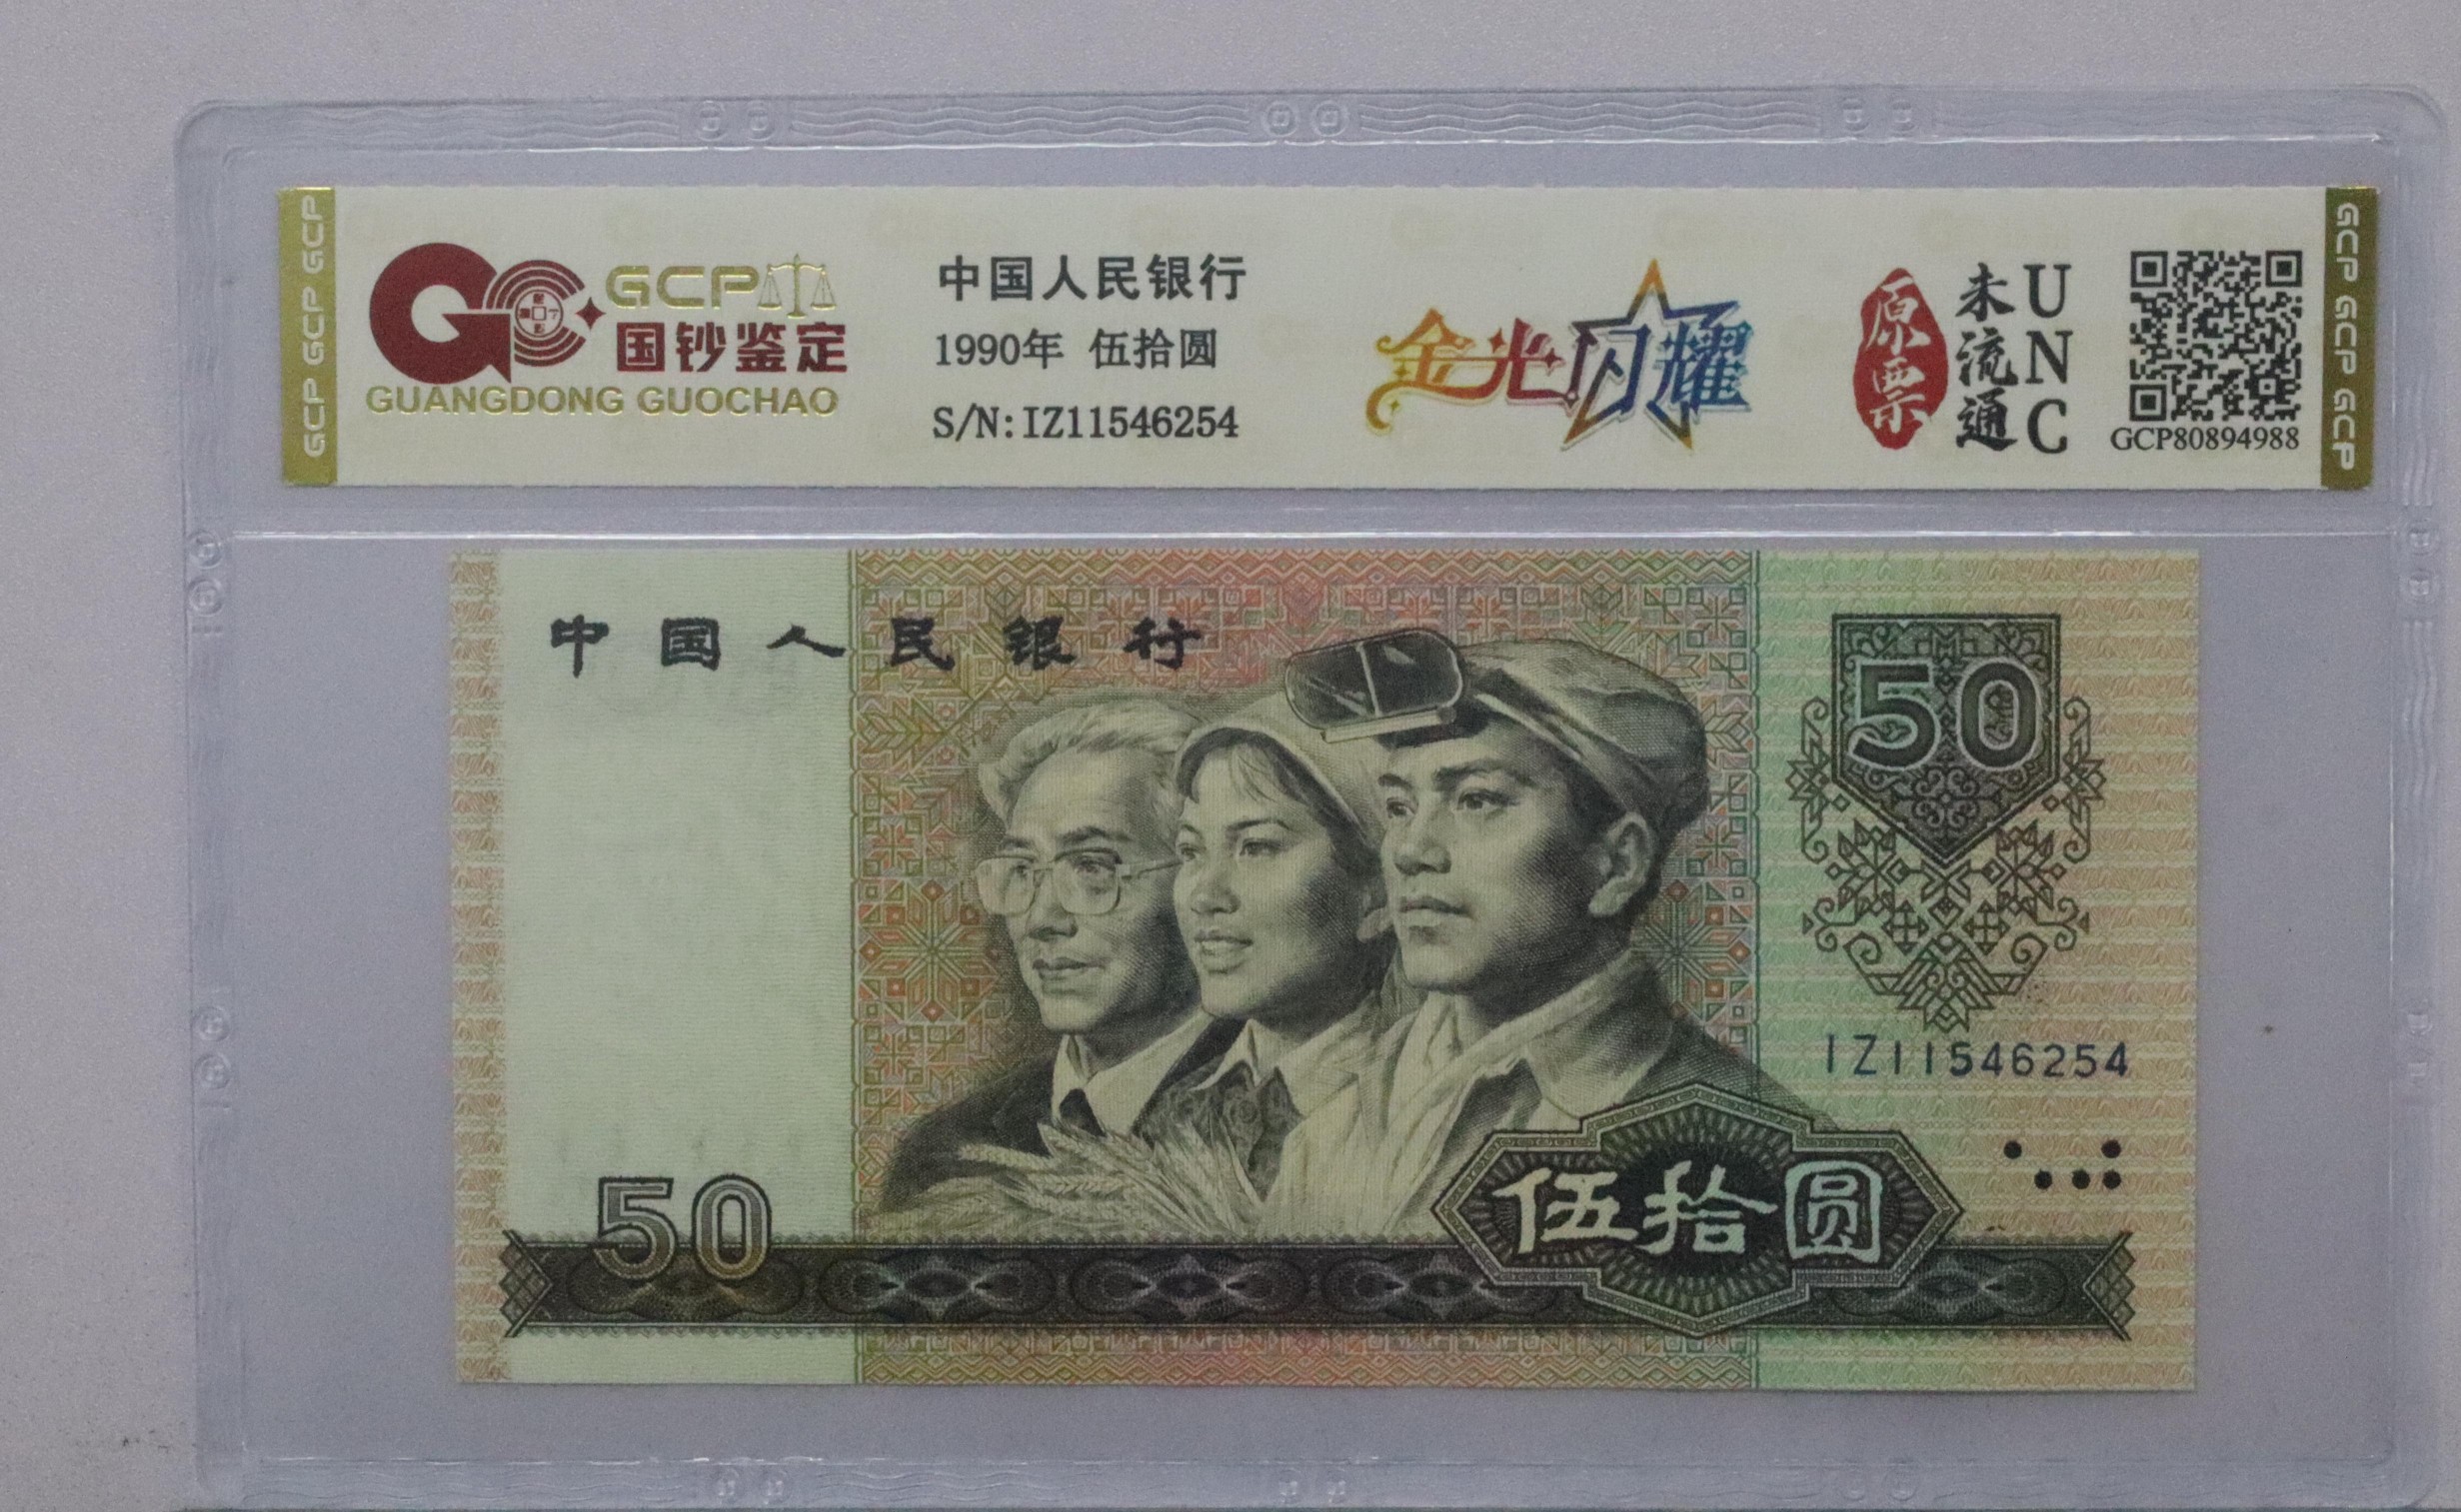 GCP GCP GCP
GCP
国钞鉴定
GUANGDONG GUOCHAO
中国人民银行
1990年 伍拾圆
S/N:IZ11546254
金光闪耀
原票
未流通
UNC
GCP80894988
GCP GCP GCP
中国人民银行
50
IZ11546254
50
伍拾圆